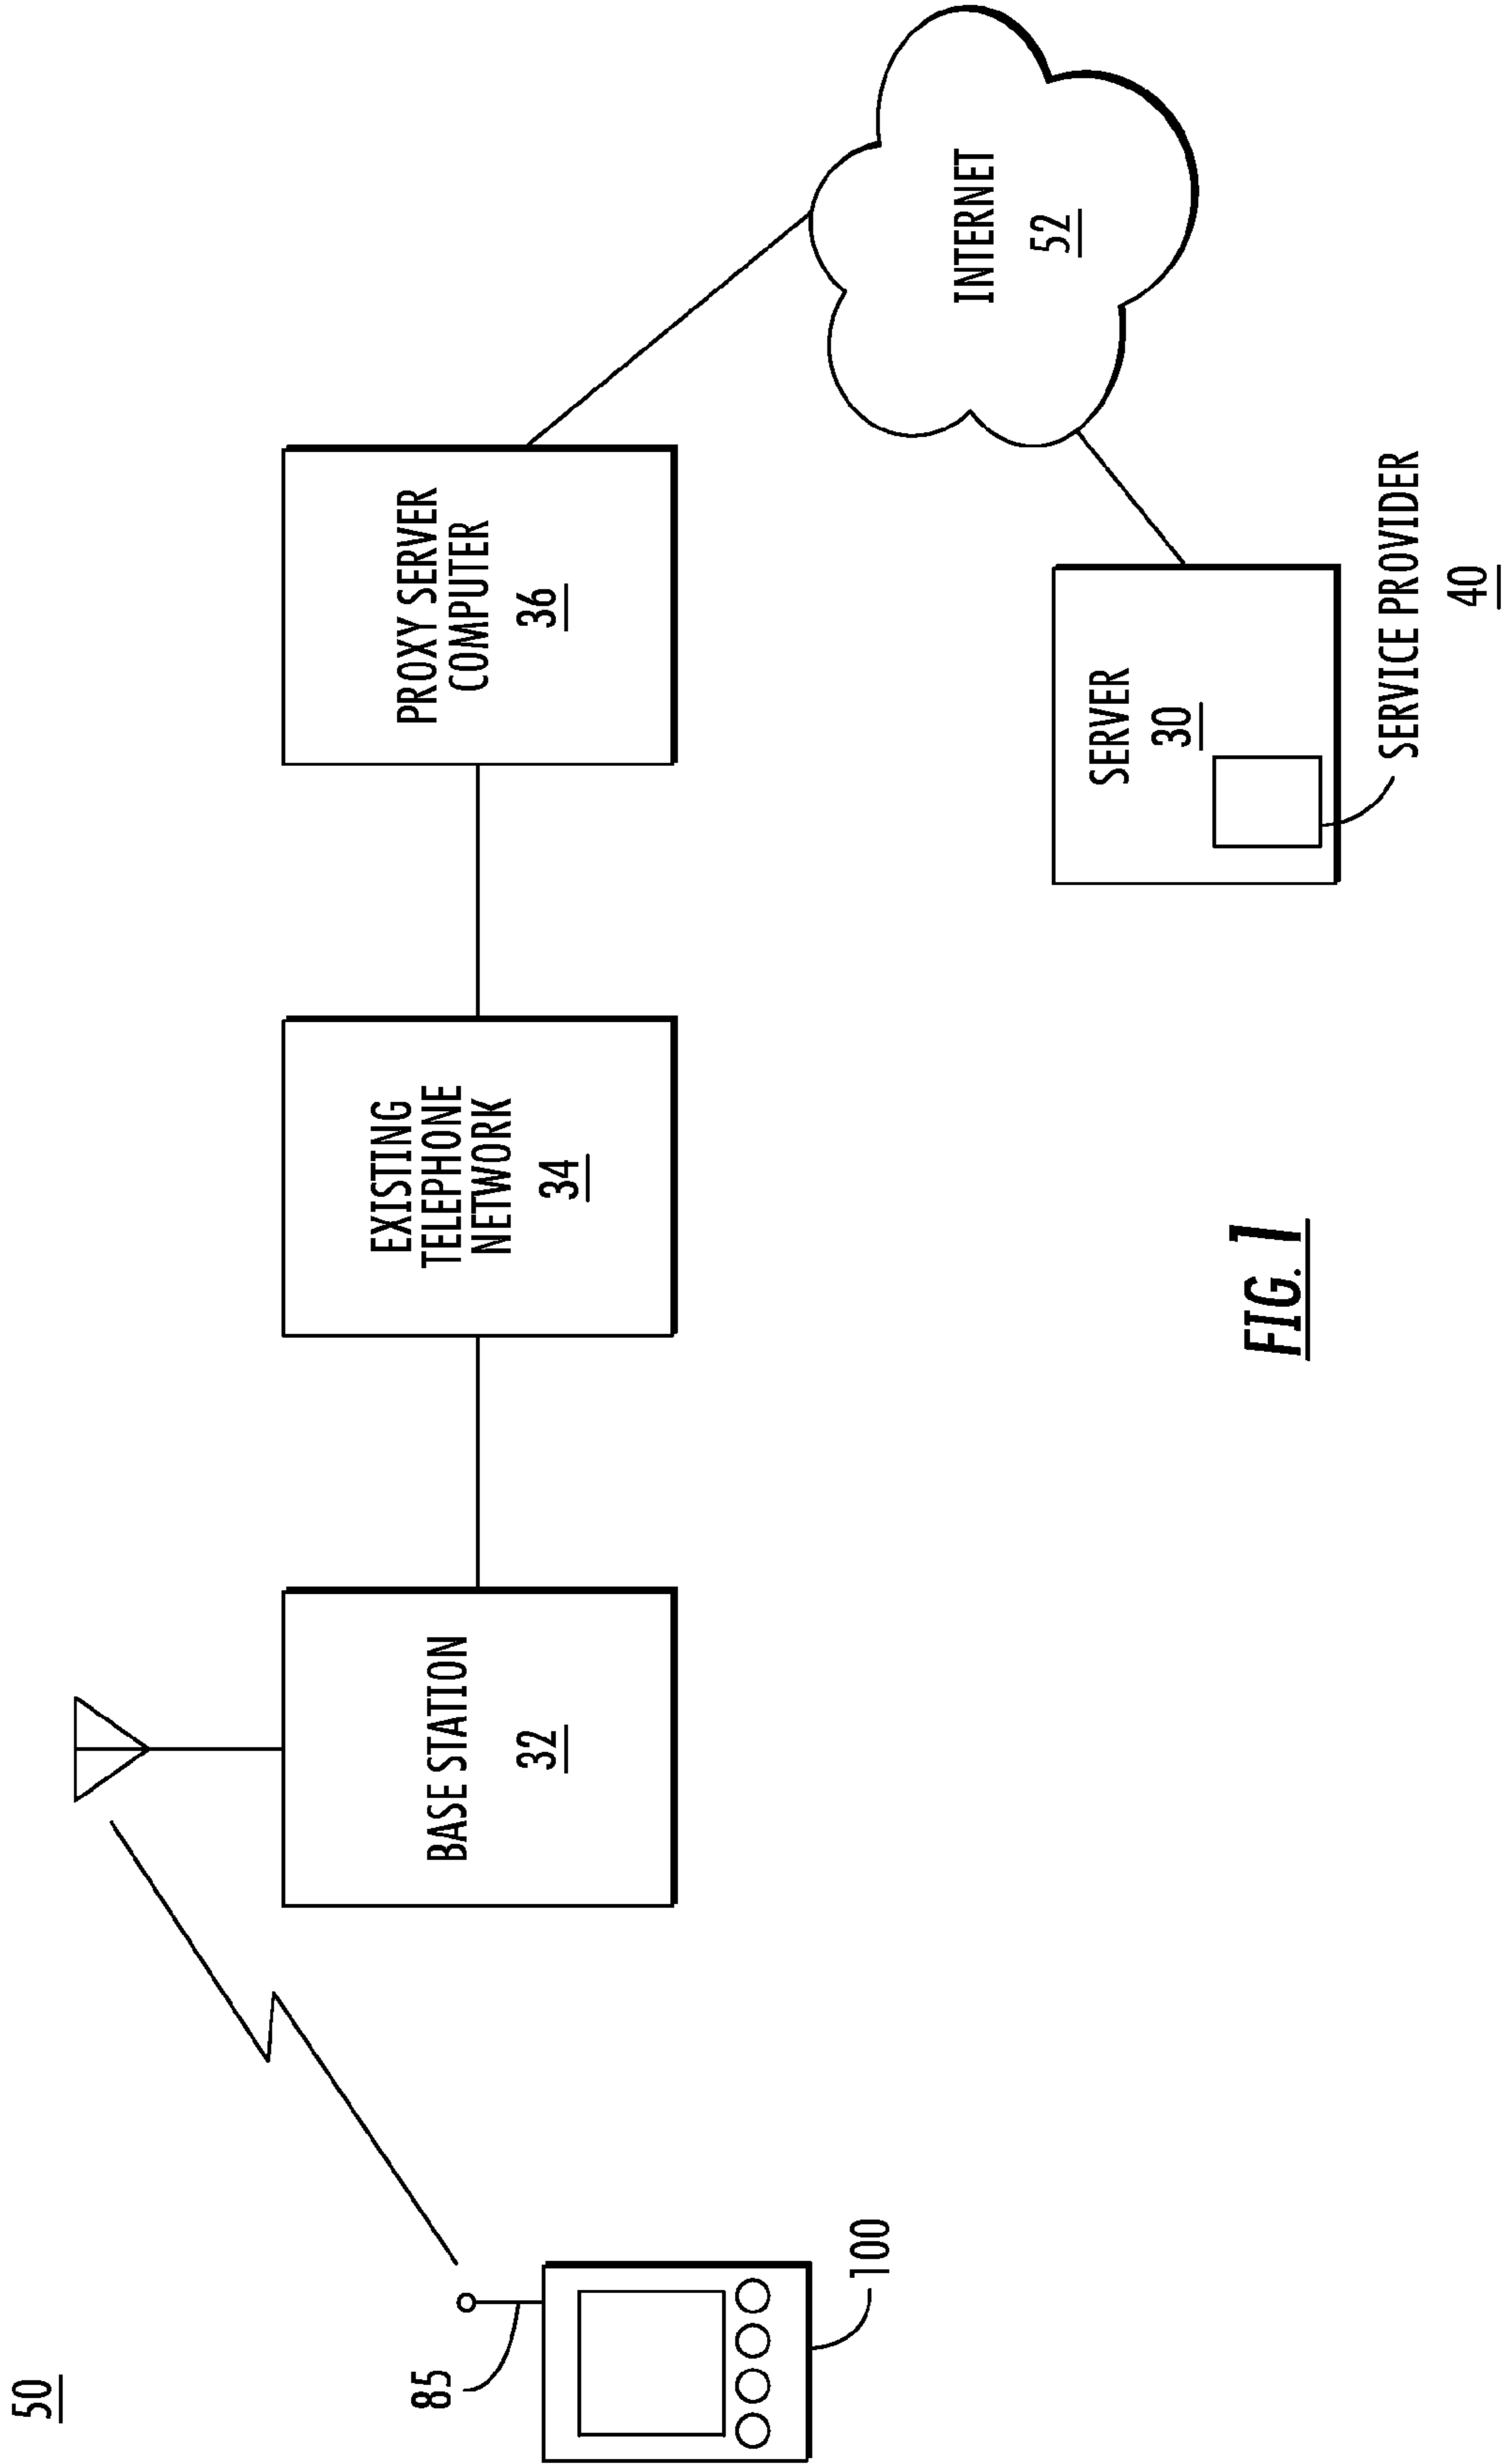 50
85
100
BASE STATION
32
EXISTING
TELEPHONE
NETWORK
34
PROXY SERVER
COMPUTER
36
INTERNET
52
SERVER
30
SERVICE PROVIDER
40
FIG. 1